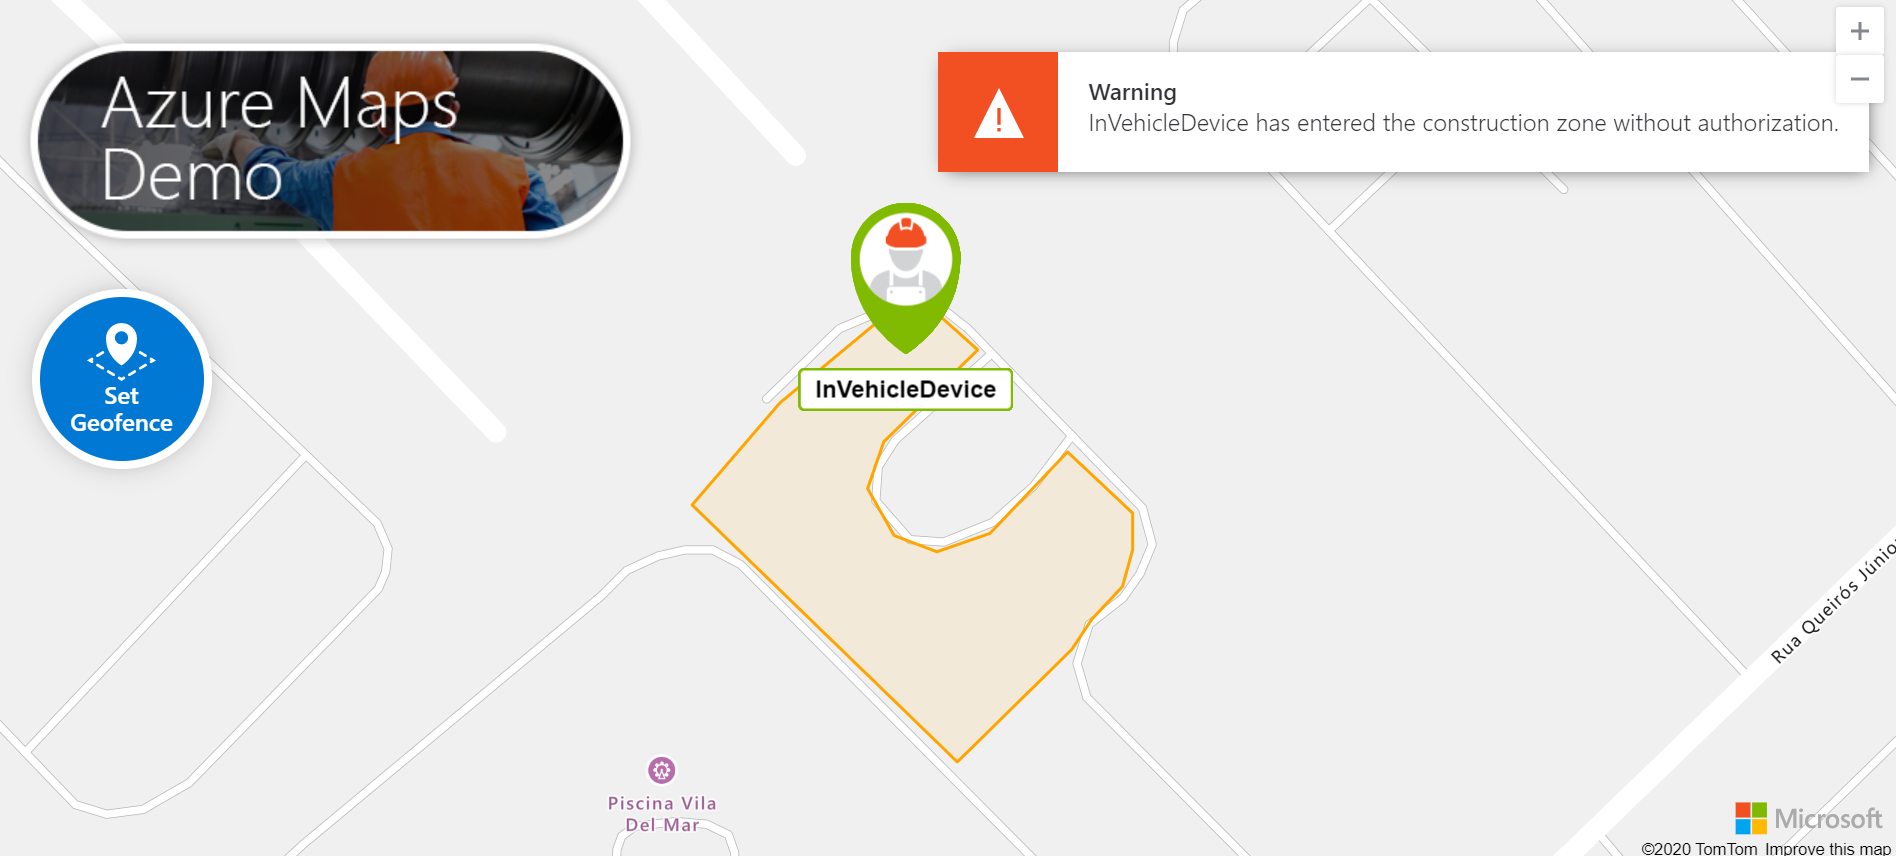 Azure Maps
Demo
Warning
InVehicleDevice has entered the construction zone without authorization.
+
−
Set
Geofence
InVehicleDevice
Rua Queirós Júnio
Piscina Vila
Del Mar
Microsoft
©2020 TomTom Improve this map